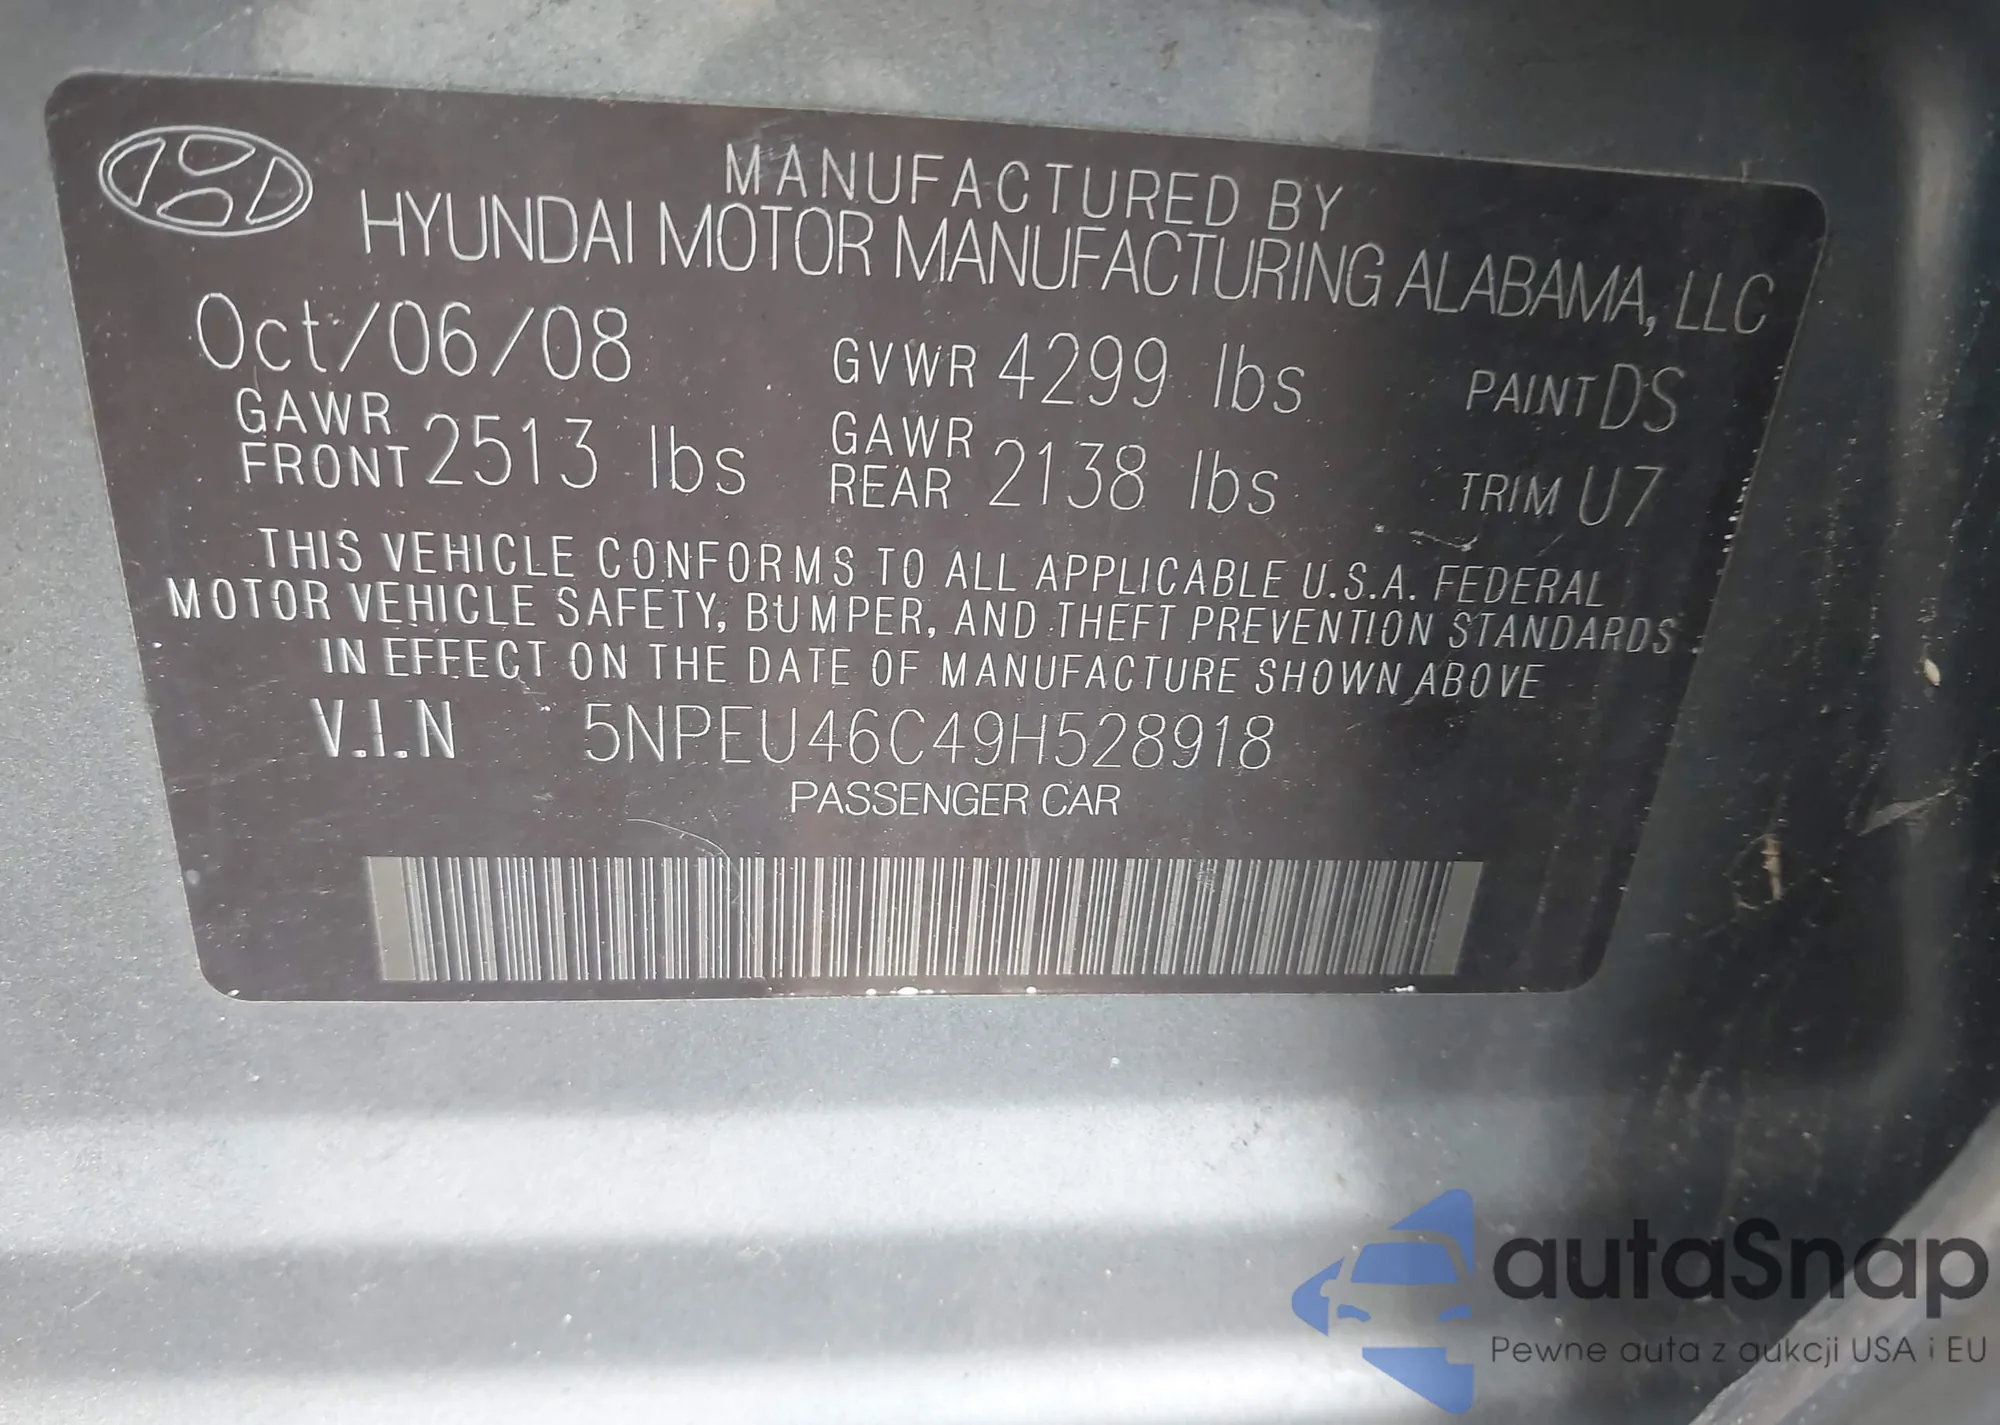 MANUFACTURED BY
HYUNDAI MOTOR MANUFACTURING ALABAMA, LLC
Oct/06/08 GVWR 4299 lbs PAINT DS
GAWR FRONT 2513 lbs GAWR REAR 2138 lbs TRIM U7
THIS VEHICLE CONFORMS TO ALL APPLICABLE U.S.A. FEDERAL
MOTOR VEHICLE SAFETY, BUMPER, AND THEFT PREVENTION STANDARDS
IN EFFECT ON THE DATE OF MANUFACTURE SHOWN ABOVE
V.I.N 5NPEU46C49H528918
PASSENGER CAR
autaSnap
Pewne auta z aukcji USA i EU